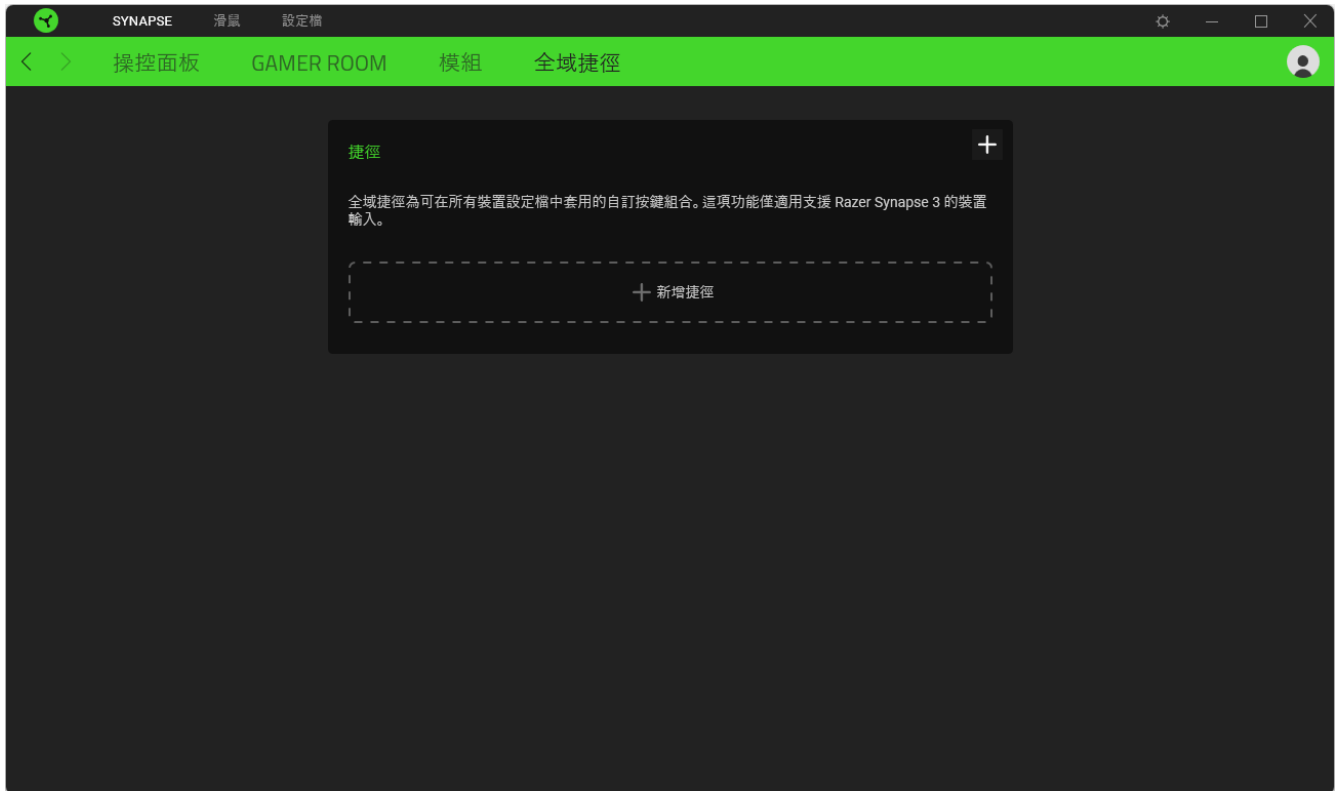 SYNAPSE 滑鼠 設定檔
操控面板 GAMER ROOM 模組 全域捷徑
捷徑
全域捷徑為可在所有裝置設定檔中套用的自訂按鍵組合。這項功能僅適用支援 Razer Synapse 3 的裝置
輸入。
新增捷徑